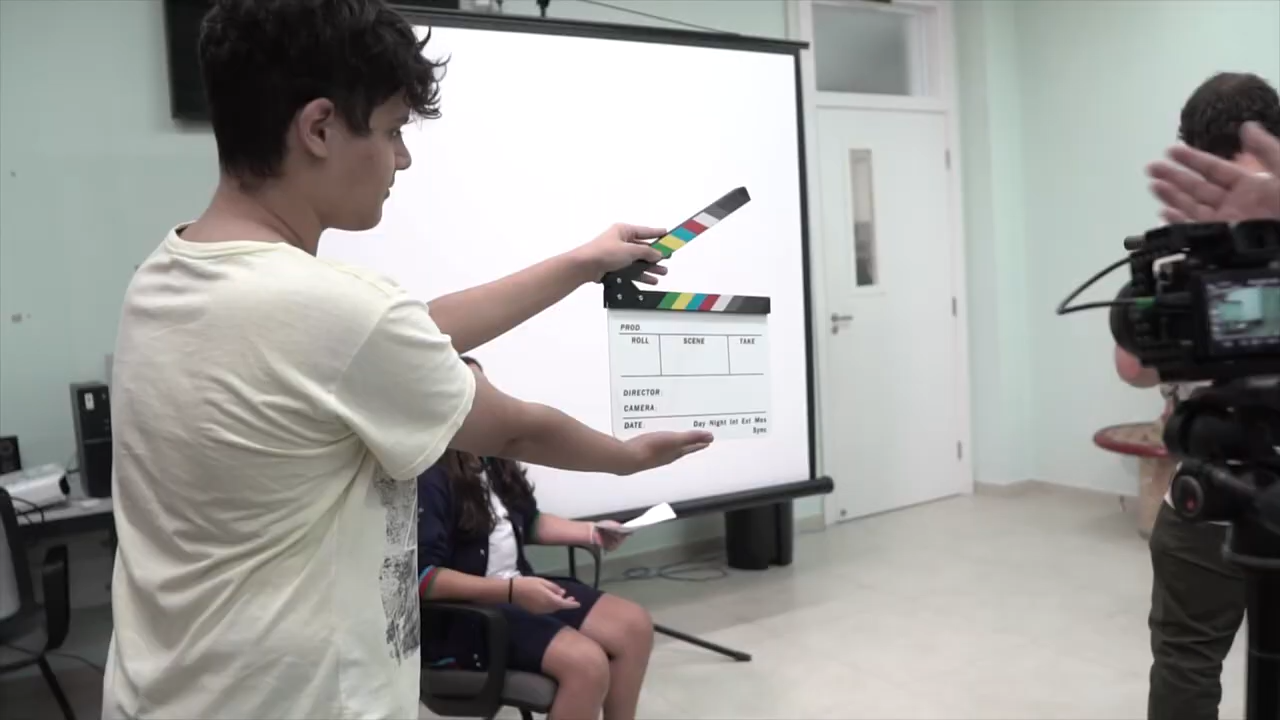 PROD.
ROLL SCENE TAKE
DIRECTOR:
CAMERA:
DATE: Day Night Int Ext Mos
Sync